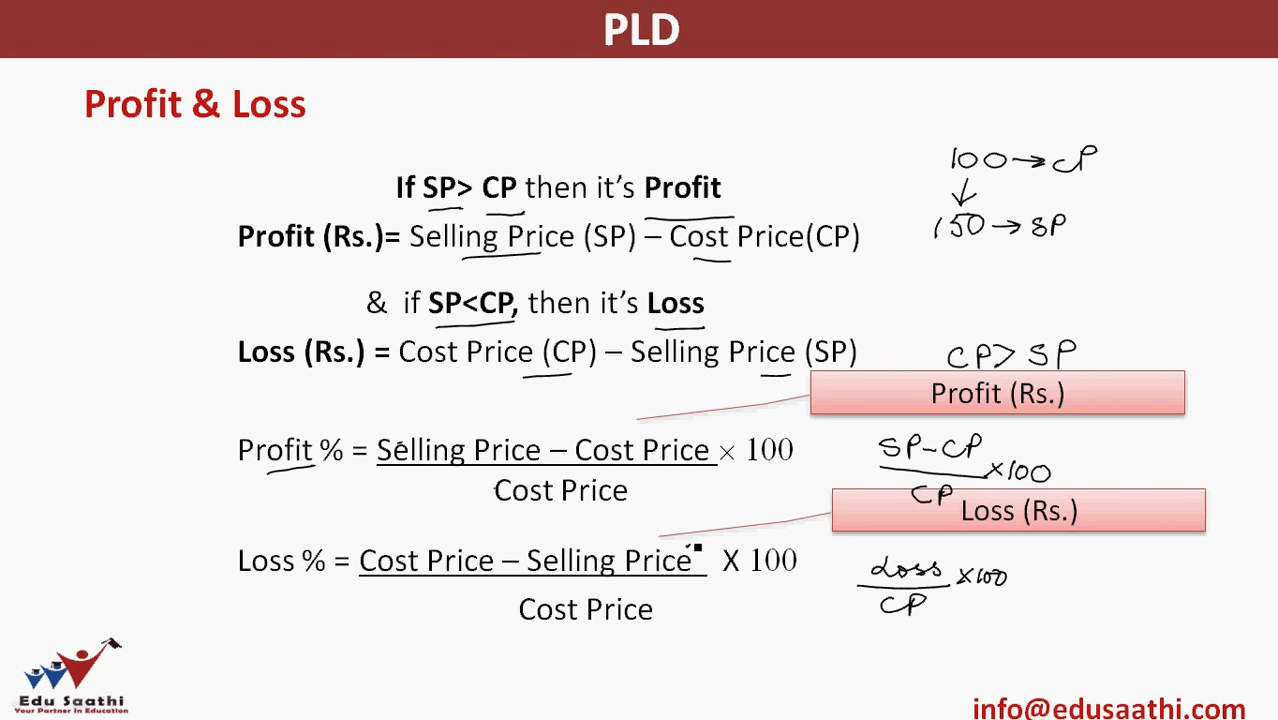 PLD
Profit & Loss
100 → CP
↓
150 → SP
If SP> CP then it's Profit
Profit (Rs.)= Selling Price (SP) – Cost Price(CP)
& if SP<CP, then it's Loss
Loss (Rs.) = Cost Price (CP) – Selling Price (SP)
CP > SP
Profit (Rs.)
Profit % = Selling Price – Cost Price × 100
Cost Price
SP – CP × 100
CP
Loss (Rs.)
Loss % = Cost Price – Selling Price X 100
Cost Price
Loss × 100
CP
Edu Saathi
Your Partner In Education
info@edusaathi.com